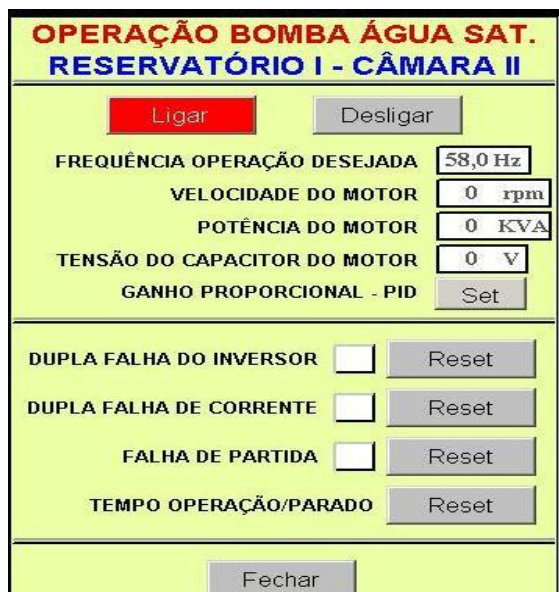 OPERAÇÃO BOMBA ÁGUA SAT.
RESERVATÓRIO I - CÂMARA II
Ligar Desligar
FREQUÊNCIA OPERAÇÃO DESEJADA 58,0 Hz
VELOCIDADE DO MOTOR 0 rpm
POTÊNCIA DO MOTOR 0 KVA
TENSÃO DO CAPACITOR DO MOTOR 0 V
GANHO PROPORCIONAL - PID Set
DUPLA FALHA DO INVERSOR Reset
DUPLA FALHA DE CORRENTE Reset
FALHA DE PARTIDA Reset
TEMPO OPERAÇÃO/PARADO Reset
Fechar